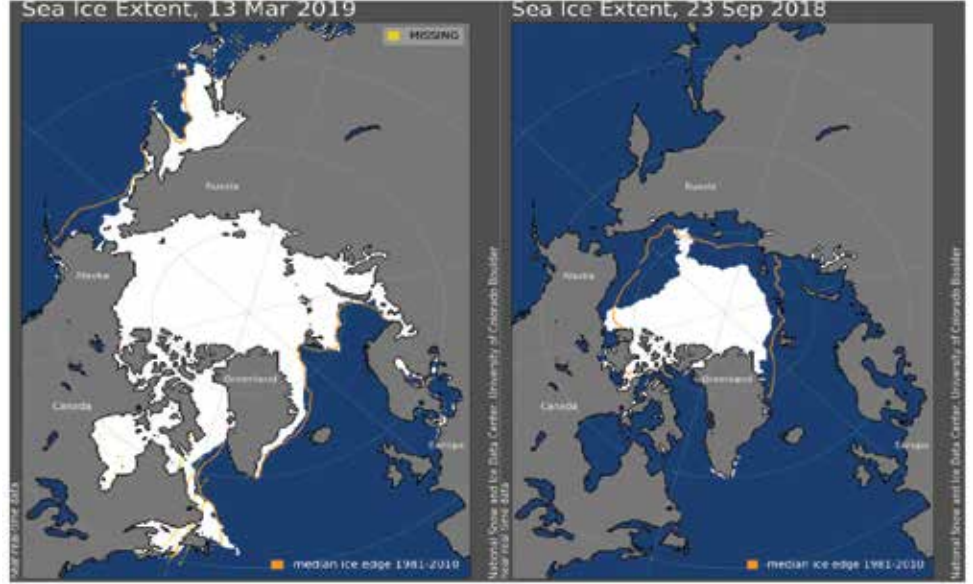 Sea Ice Extent, 13 Mar 2019
MISSING
Russia
Alaska
Greenland
Canada
Europe
near-real-time data
National Snow and Ice Data Center, University of Colorado Boulder
median ice edge 1981-2010
Sea Ice Extent, 23 Sep 2018
Russia
Alaska
Greenland
Canada
Europe
near-real-time data
National Snow and Ice Data Center, University of Colorado Boulder
median ice edge 1981-2010